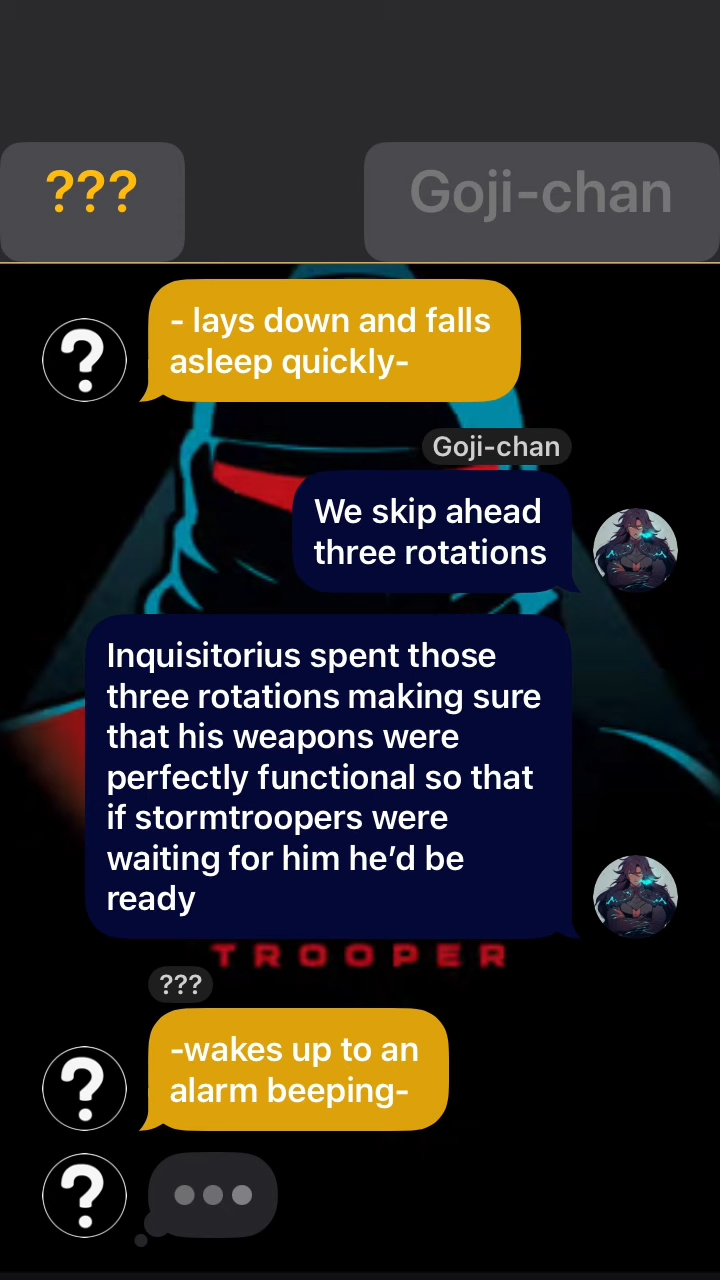 ???
Goji-chan
- lays down and falls
asleep quickly-
Goji-chan
We skip ahead
three rotations
Inquisitorius spent those
three rotations making sure
that his weapons were
perfectly functional so that
if stormtroopers were
waiting for him he’d be
ready
TROOPER
???
-wakes up to an
alarm beeping-